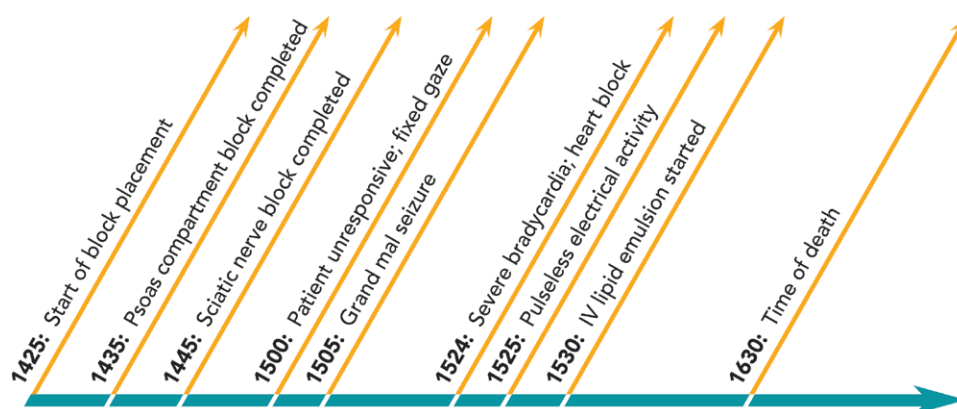 1425: Start of block placement
1435: Psoas compartment block completed
1445: Sciatic nerve block completed
1500: Patient unresponsive; fixed gaze
1505: Grand mal seizure
1524: Severe bradycardia; heart block
1525: Pulseless electrical activity
1530: IV lipid emulsion started
1630: Time of death